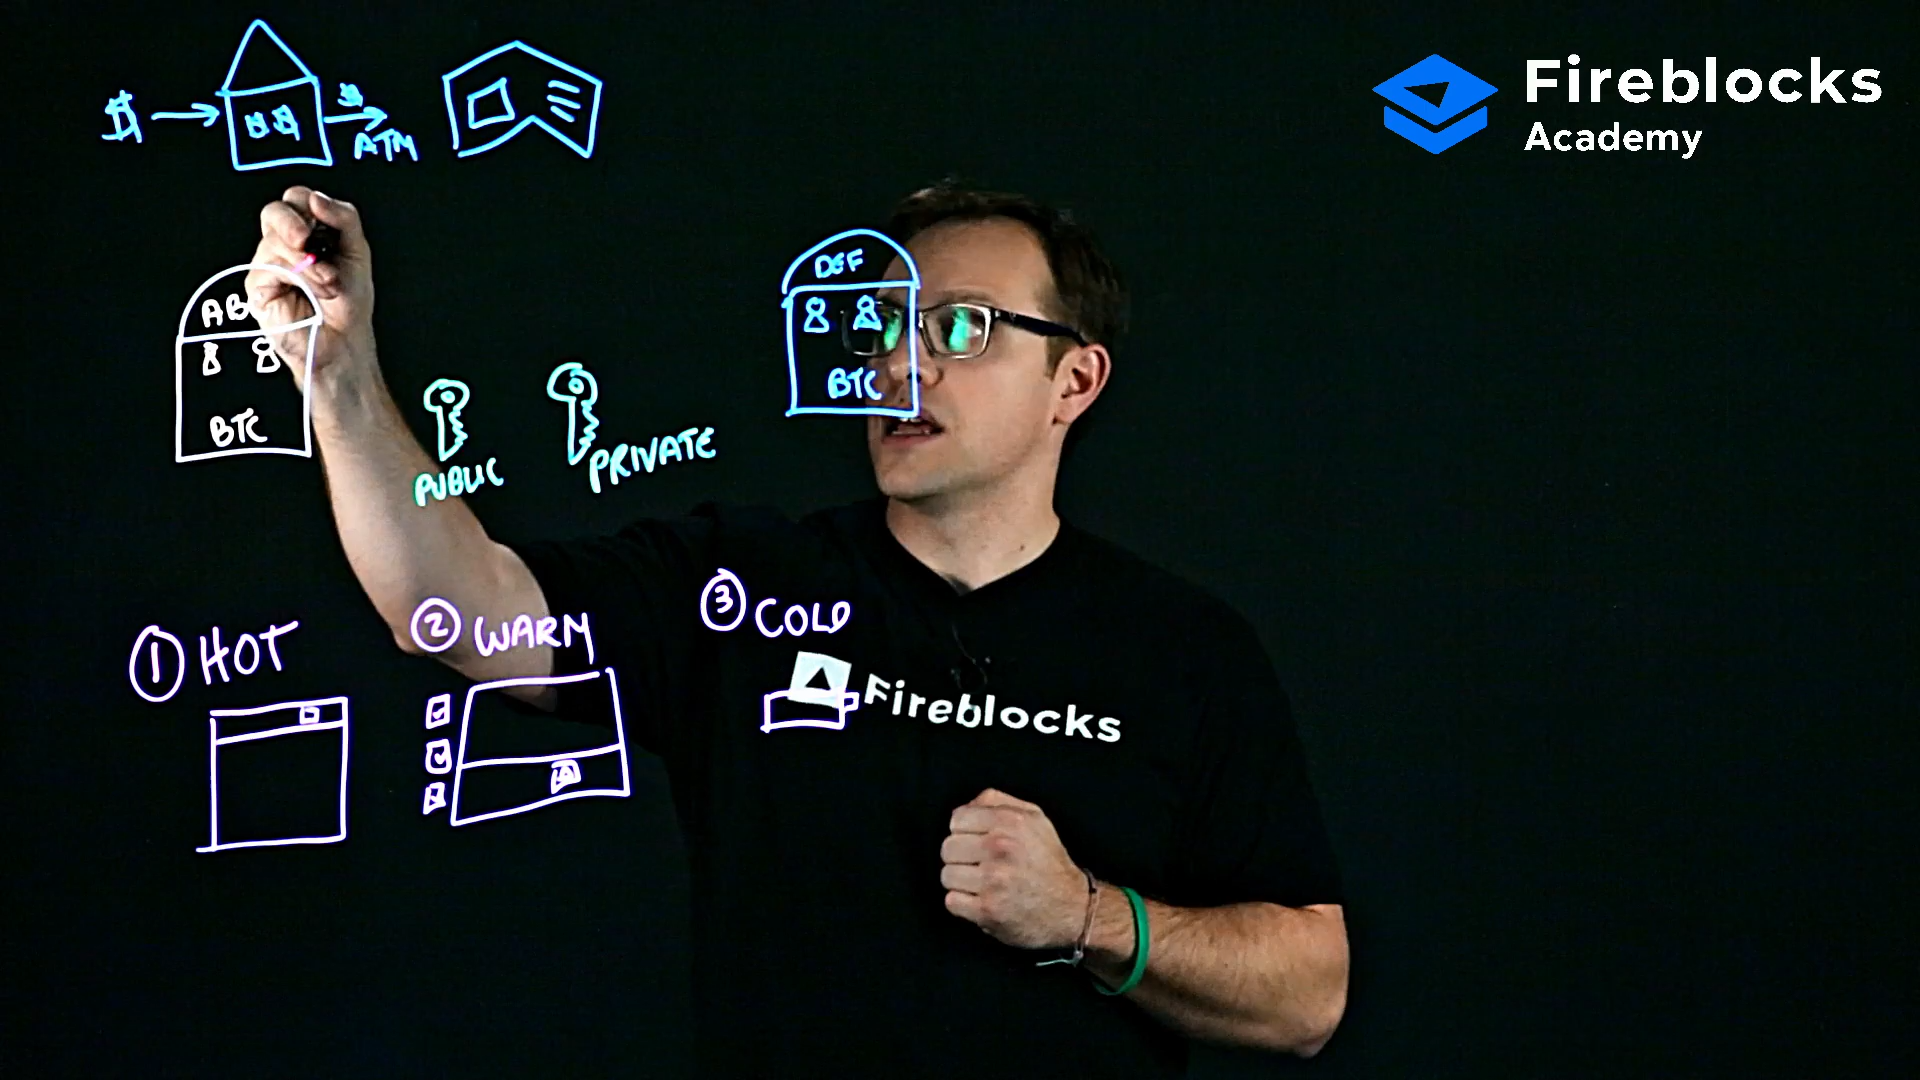 Fireblocks
Academy
$
ATM
DEF
AB
BTC
BTC
PUBLIC
PRIVATE
1 HOT
2 WARM
3 COLD
Fireblocks